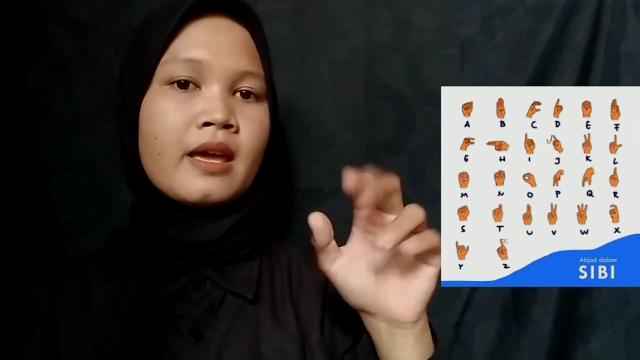 A B C D E F
G H I J K L
M N O P Q R
S T U V W X
Y Z
Abjad dalam
SIBI